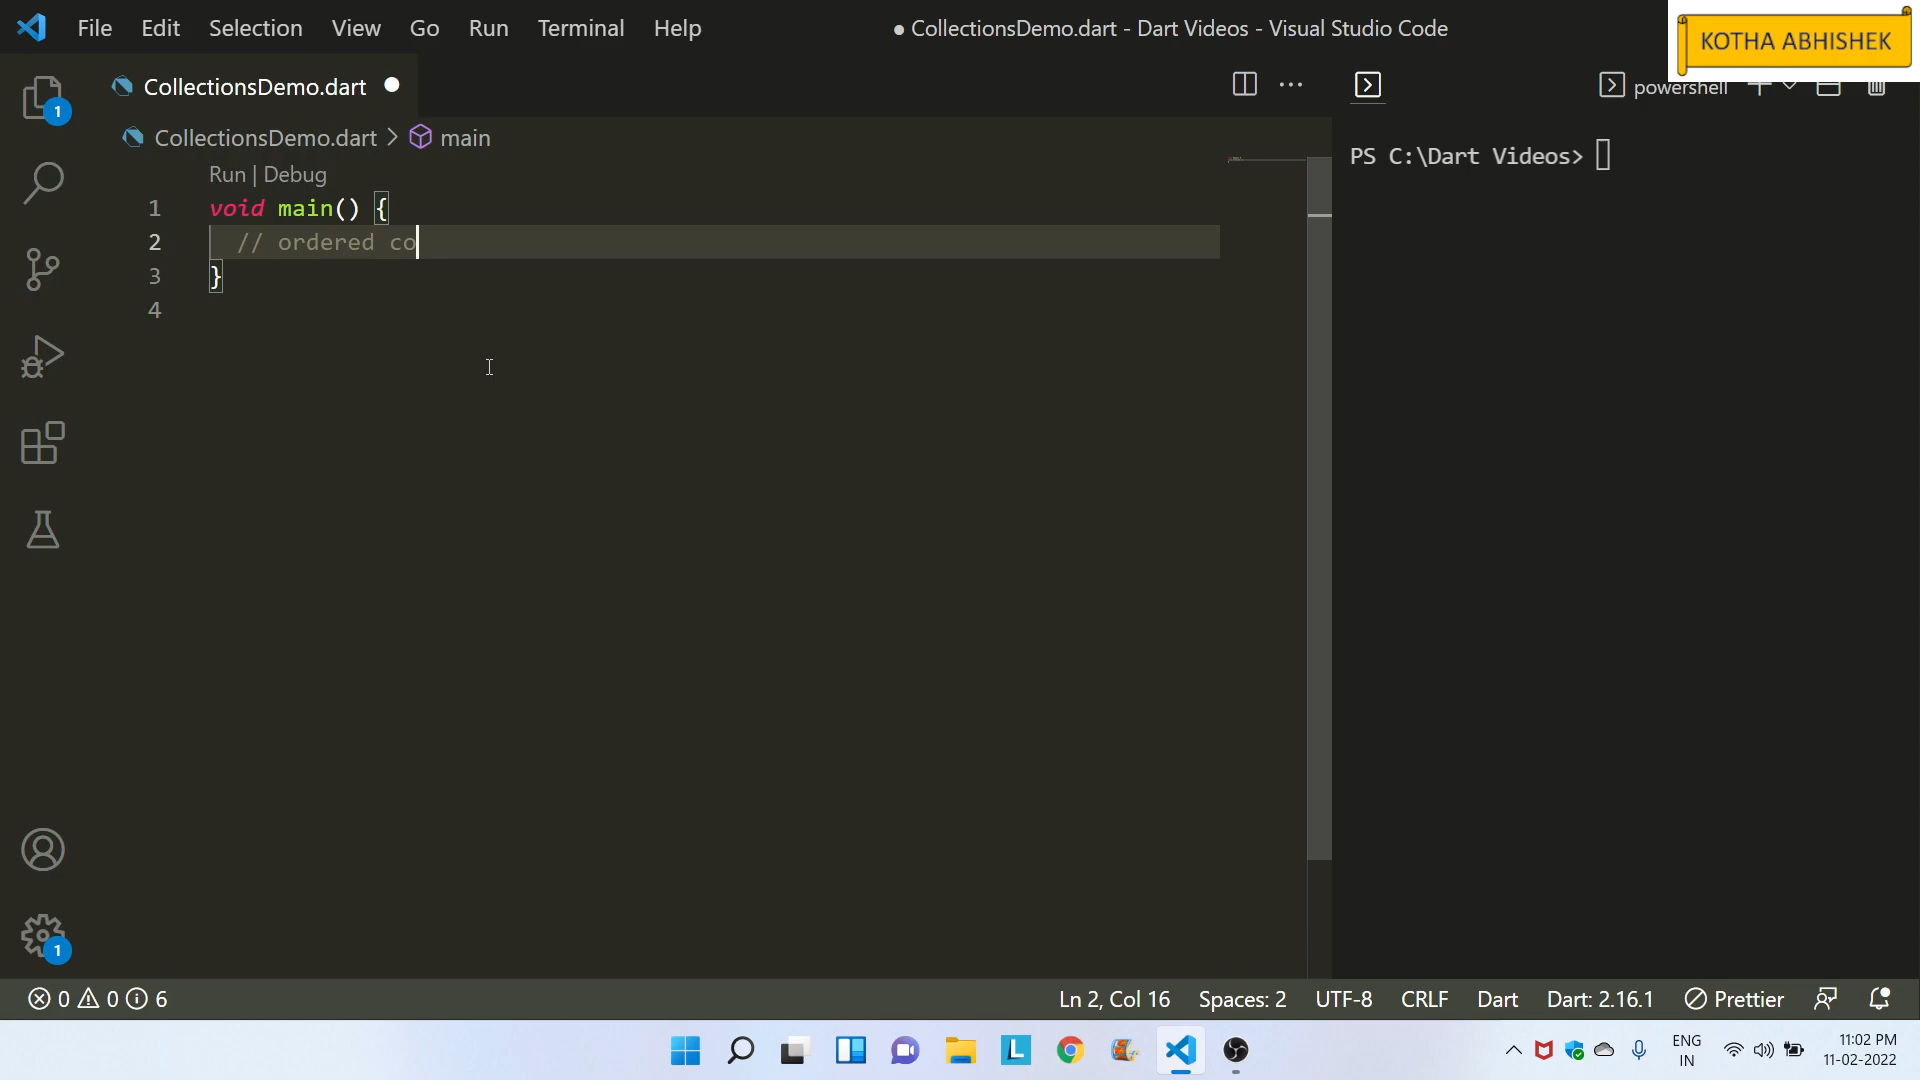 File Edit Selection View Go Run Terminal Help
● CollectionsDemo.dart - Dart Videos - Visual Studio Code
KOTHA ABHISHEK
CollectionsDemo.dart
powershell
CollectionsDemo.dart > main
PS C:\Dart Videos>
Run | Debug
1 void main() {
2 // ordered co
3 }
4
1
1
0 0 6
Ln 2, Col 16 Spaces: 2 UTF-8 CRLF Dart Dart: 2.16.1 Prettier
L
ENG
IN
11:02 PM
11-02-2022